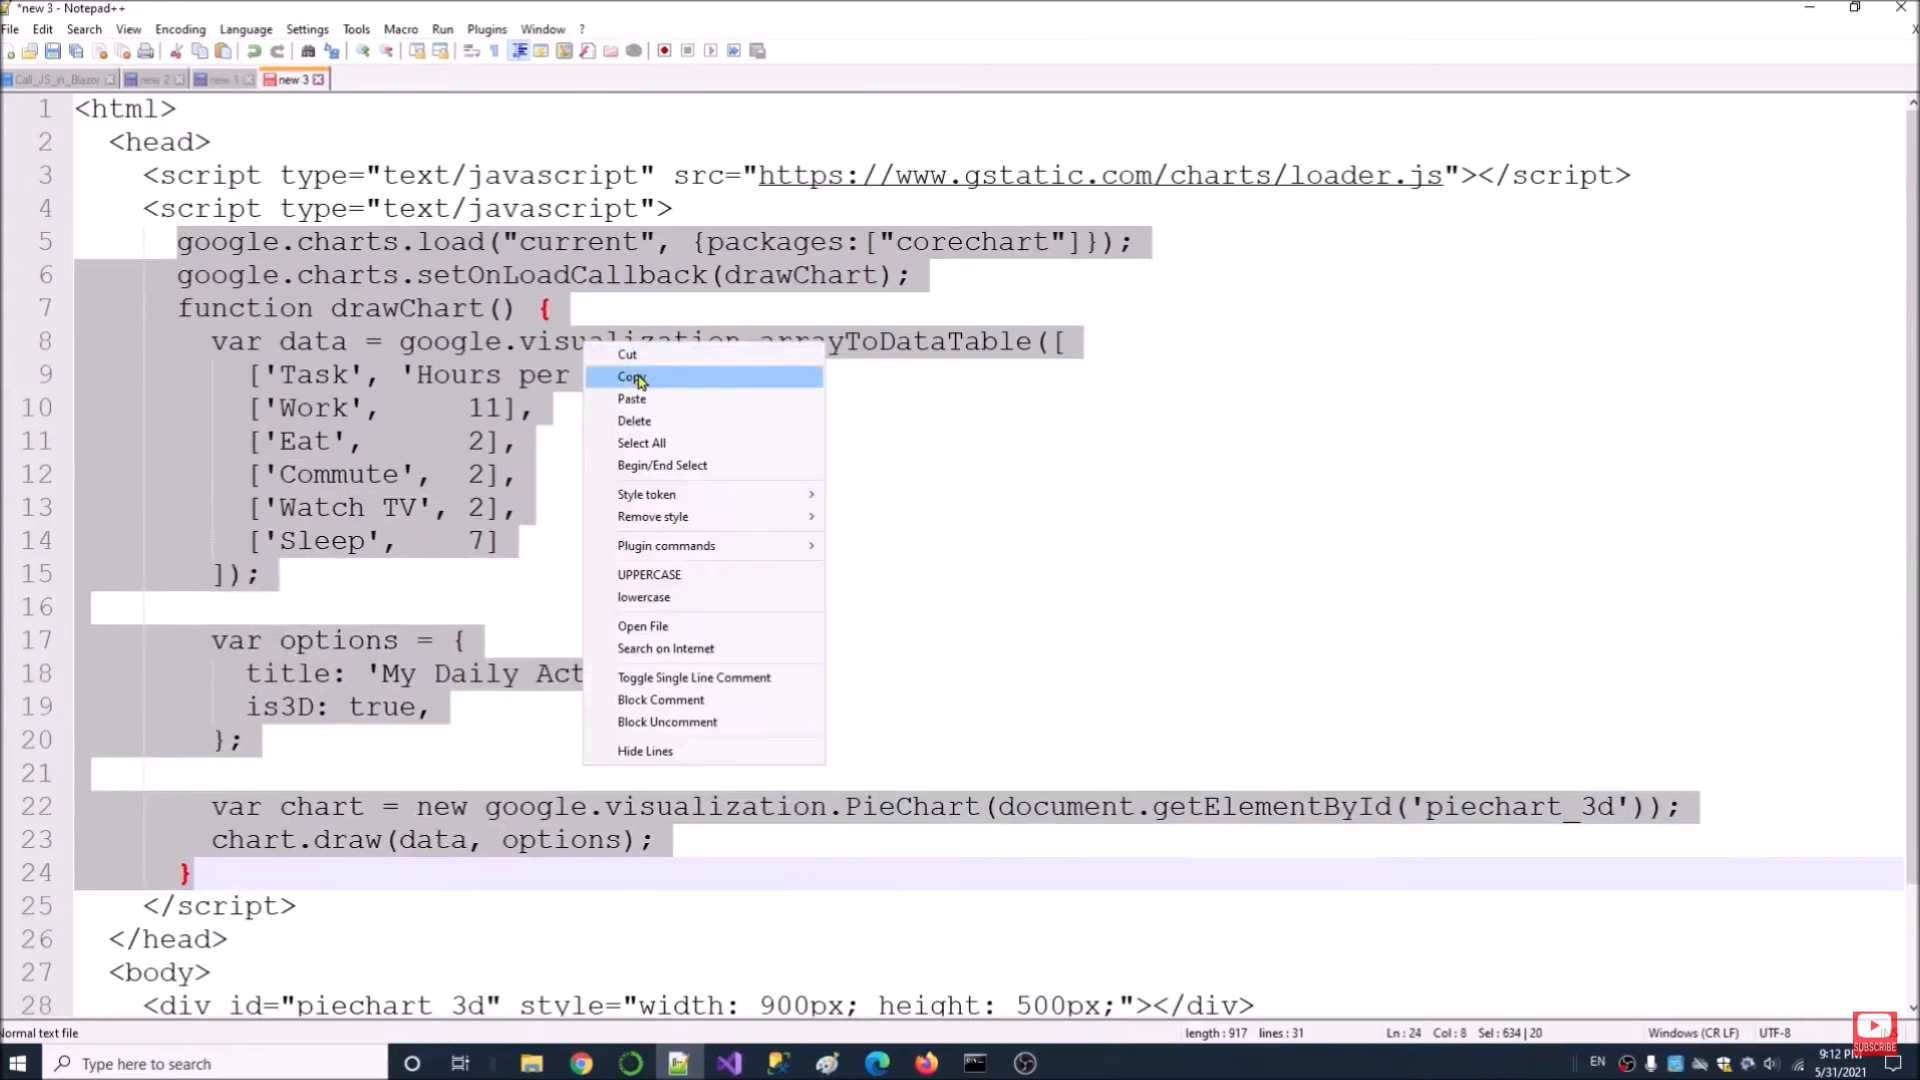 *new 3 - Notepad++
File Edit Search View Encoding Language Settings Tools Macro Run Plugins Window ?
Call_JS_in_Blazor new 2 new 1 new 3
1 <html>
2 <head>
3 <script type="text/javascript" src="https://www.gstatic.com/charts/loader.js"></script>
4 <script type="text/javascript">
5 google.charts.load("current", {packages:["corechart"]});
6 google.charts.setOnLoadCallback(drawChart);
7 function drawChart() {
8 var data = google.visualization.arrayToDataTable([
9 ['Task', 'Hours per
10 ['Work', 11],
11 ['Eat', 2],
12 ['Commute', 2],
13 ['Watch TV', 2],
14 ['Sleep', 7]
15 ]);
16
17 var options = {
18 title: 'My Daily Act
19 is3D: true,
20 };
21
22 var chart = new google.visualization.PieChart(document.getElementById('piechart_3d'));
23 chart.draw(data, options);
24 }
25 </script>
26 </head>
27 <body>
28 <div id="piechart_3d" style="width: 900px; height: 500px;"></div>
Cut
Copy
Paste
Delete
Select All
Begin/End Select
Style token
Remove style
Plugin commands
UPPERCASE
lowercase
Open File
Search on Internet
Toggle Single Line Comment
Block Comment
Block Uncomment
Hide Lines
Normal text file length : 917 lines : 31 Ln : 24 Col : 8 Sel : 634 | 20 Windows (CR LF) UTF-8
SUBSCRIBE
Type here to search
EN
9:12 PM
5/31/2021